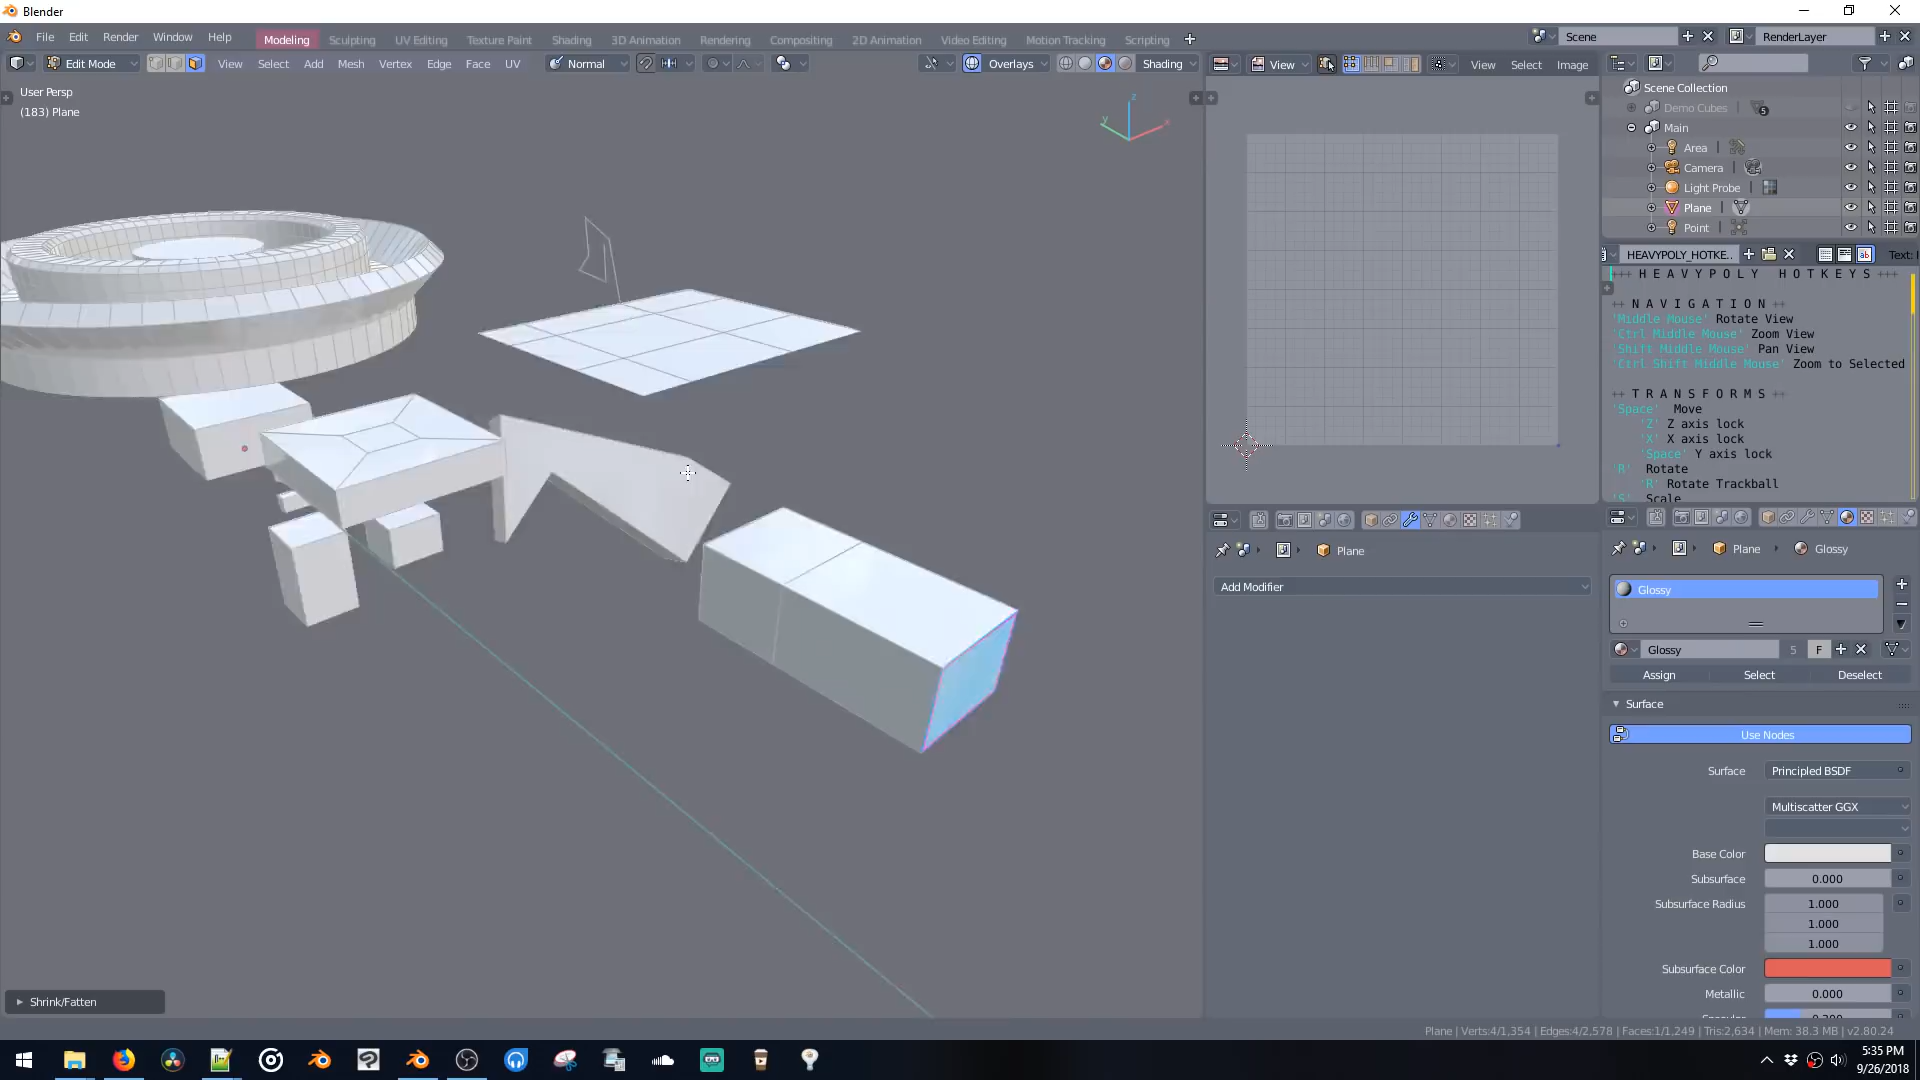 Blender
File Edit Render Window Help
Modeling Sculpting UV Editing Texture Paint Shading 3D Animation Rendering Compositing 2D Animation Video Editing Motion Tracking Scripting
Scene
RenderLayer
Edit Mode View Select Add Mesh Vertex Edge Face UV Normal Overlays Shading
User Persp
(183) Plane
z
y
x
Shrink/Fatten
View View Select Image
Plane
Add Modifier
Scene Collection
Demo Cubes 5
Main
Area
Camera
Light Probe
Plane
Point
HEAVYPOLY_HOTKE.. ab Text:
+++ H E A V Y P O L Y H O T K E Y S +++
++ N A V I G A T I O N ++
'Middle Mouse' Rotate View
'Ctrl Middle Mouse' Zoom View
'Shift Middle Mouse' Pan View
'Ctrl Shift Middle Mouse' Zoom to Selected
++ T R A N S F O R M S ++
'Space' Move
'Z' Z axis lock
'X' X axis lock
'Space' Y axis lock
'R' Rotate
'R' Rotate Trackball
'S' Scale
Plane Glossy
Glossy
Glossy 5 F
Assign Select Deselect
Surface
Use Nodes
Surface Principled BSDF
Multiscatter GGX
Base Color
Subsurface 0.000
Subsurface Radius 1.000
1.000
1.000
Subsurface Color
Metallic 0.000
Plane | Verts:4/1,354 | Edges:4/2,578 | Faces:1/1,249 | Tris:2,634 | Mem: 38.3 MB | v2.80.24
5:35 PM
9/26/2018